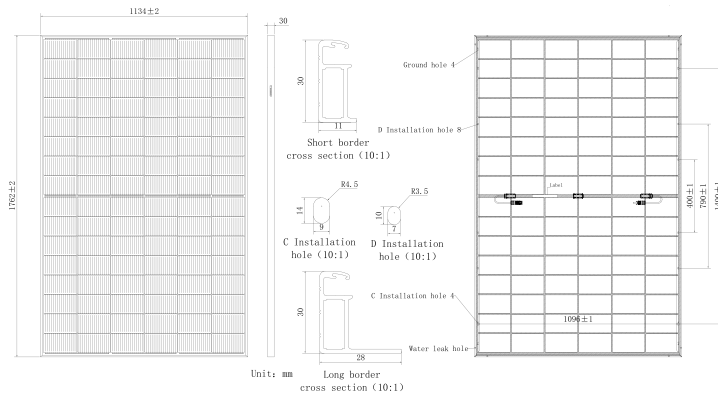 1134±2
30
1762±2
30
11
Short border
cross section (10:1)
R4.5
14
9
C Installation
hole (10:1)
R3.5
10
7
D Installation
hole (10:1)
30
28
Unit: mm
Long border
cross section (10:1)
Ground hole 4
D Installation hole 8
Label
400±1
790±1
C Installation hole 4
1096±1
Water leak hole